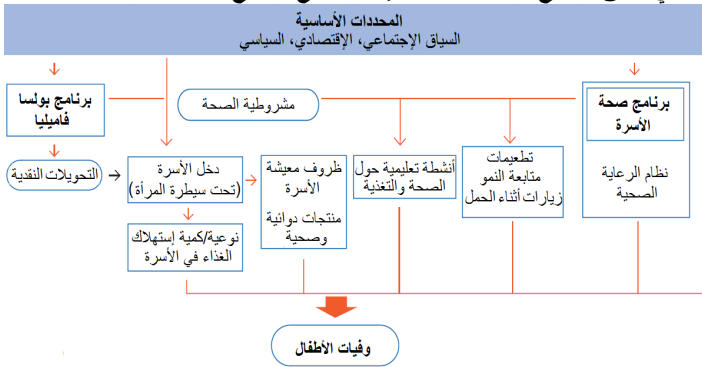 المحددات الأساسية
السياق الإجتماعي، الإقتصادي، السياسي
برنامج صحة
الأسرة
نظام الرعاية
الصحية
مشروطية الصحة
برنامج بولسا
فاميليا
تطعيمات
متابعة النمو
زيارات أثناء الحمل
أنشطة تعليمية حول
الصحة والتغذية
ظروف معيشة
الأسرة
منتجات دوائية
وصحية
دخل الأسرة
(تحت سيطرة المرأة)
التحويلات النقدية
نوعية/كمية إستهلاك
الغذاء في الأسرة
وفيات الأطفال